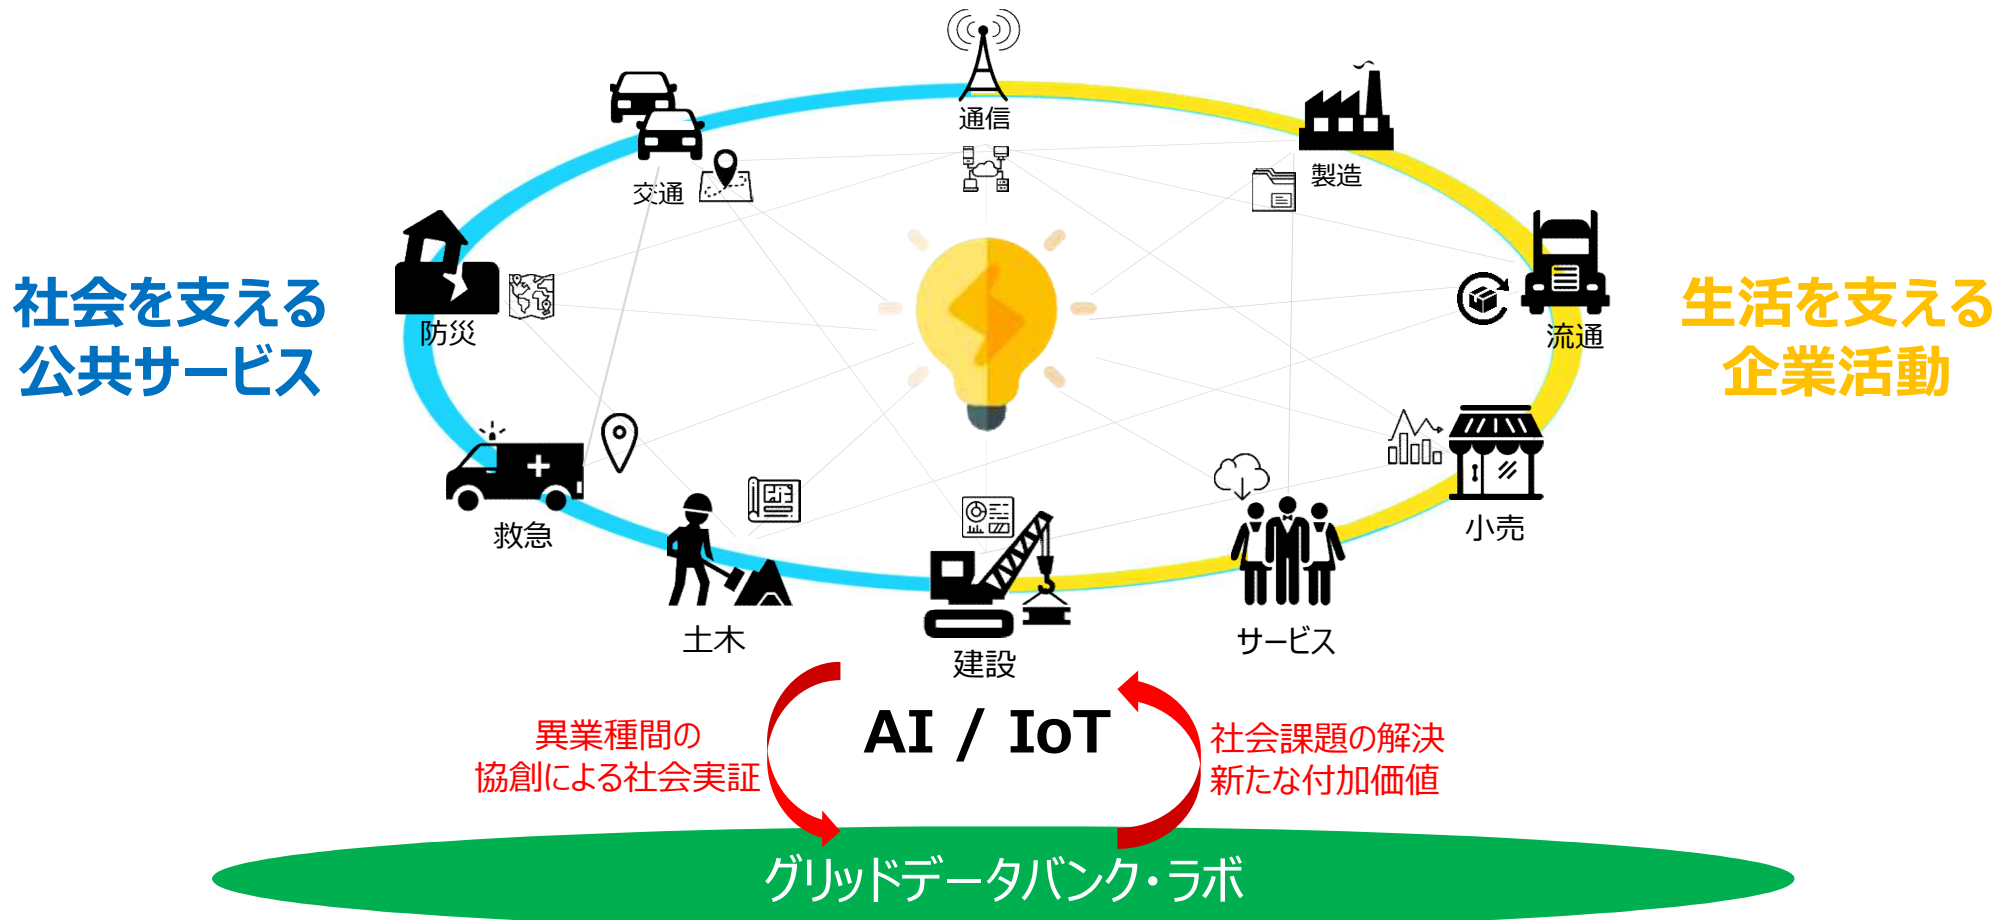 通信
製造
交通
防災
流通
社会を支える
公共サービス
生活を支える
企業活動
救急
小売
土木
建設
サービス
AI / IoT
異業種間の
協創による社会実証
社会課題の解決
新たな付加価値
グリッドデータバンク・ラボ